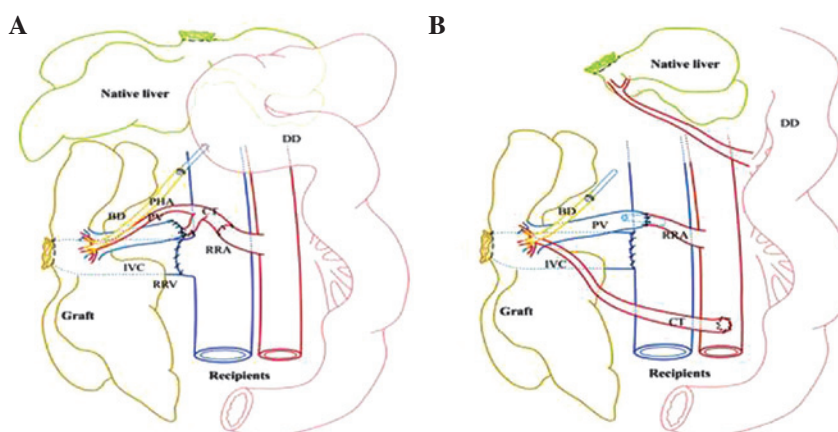 A
Native liver
DD
PHA
BD
PV
CT
RRA
IVC
RRV
Graft
Recipients
B
Native liver
DD
BD
PV
RRA
IVC
Graft
CT
Recipients